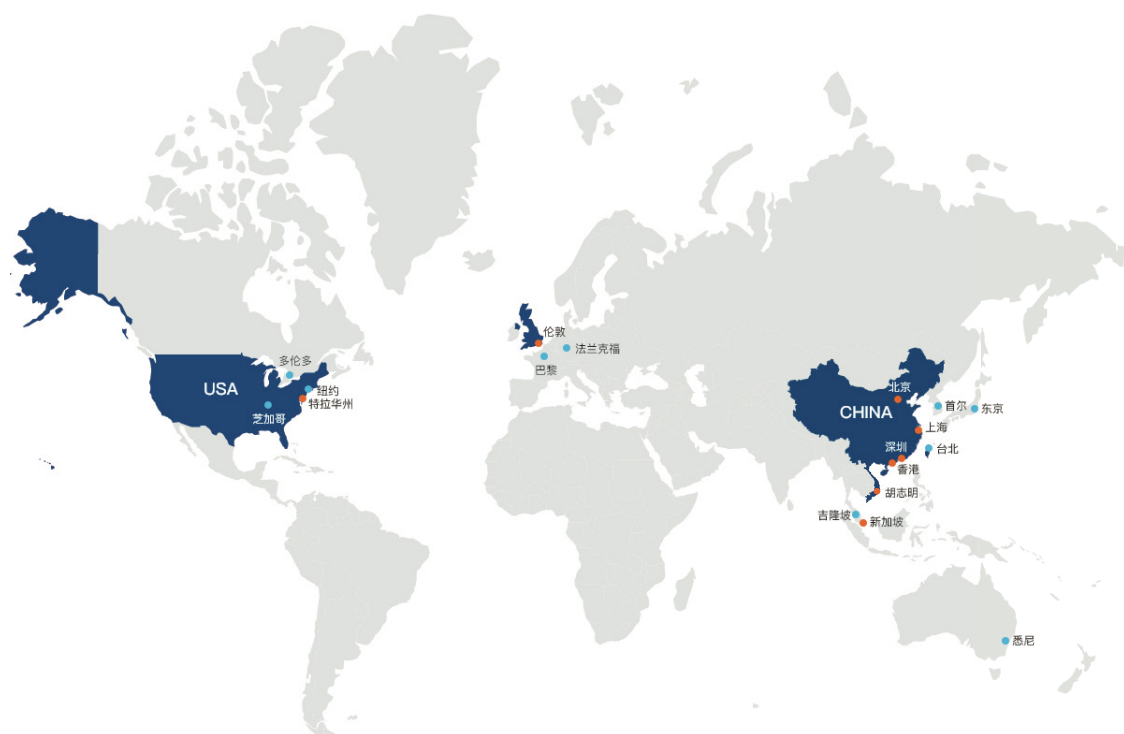 多伦多
USA
纽约
特拉华州
芝加哥
伦敦
法兰克福
巴黎
北京
CHINA
首尔
东京
上海
深圳
台北
香港
胡志明
吉隆坡
新加坡
悉尼